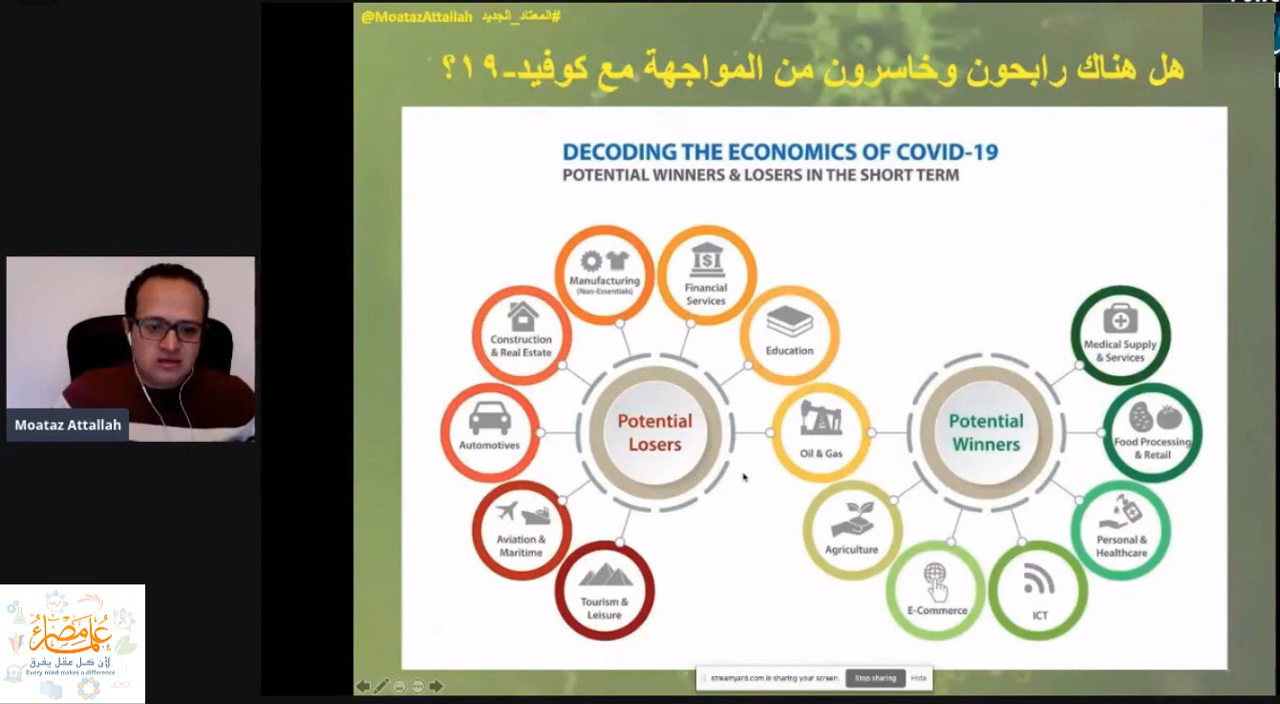 @MoatazAttallah #المعتاد_الجديد
هل هناك رابحون وخاسرون من المواجهة مع كوفيد-١٩؟
DECODING THE ECONOMICS OF COVID-19
POTENTIAL WINNERS & LOSERS IN THE SHORT TERM
Manufacturing
(Non-Essentials)
Financial
Services
Construction
& Real Estate
Education
Automotives
Potential
Losers
Oil & Gas
Aviation
& Maritime
Tourism &
Leisure
Potential
Winners
Medical Supply
& Services
Food Processing
& Retail
Personal &
Healthcare
Agriculture
E-Commerce
ICT
Moataz Attallah
علماء مصر
لأن كل عقل يفرق
Every mind makes a difference
streamyard.com is sharing your screen.
Stop sharing
Hide